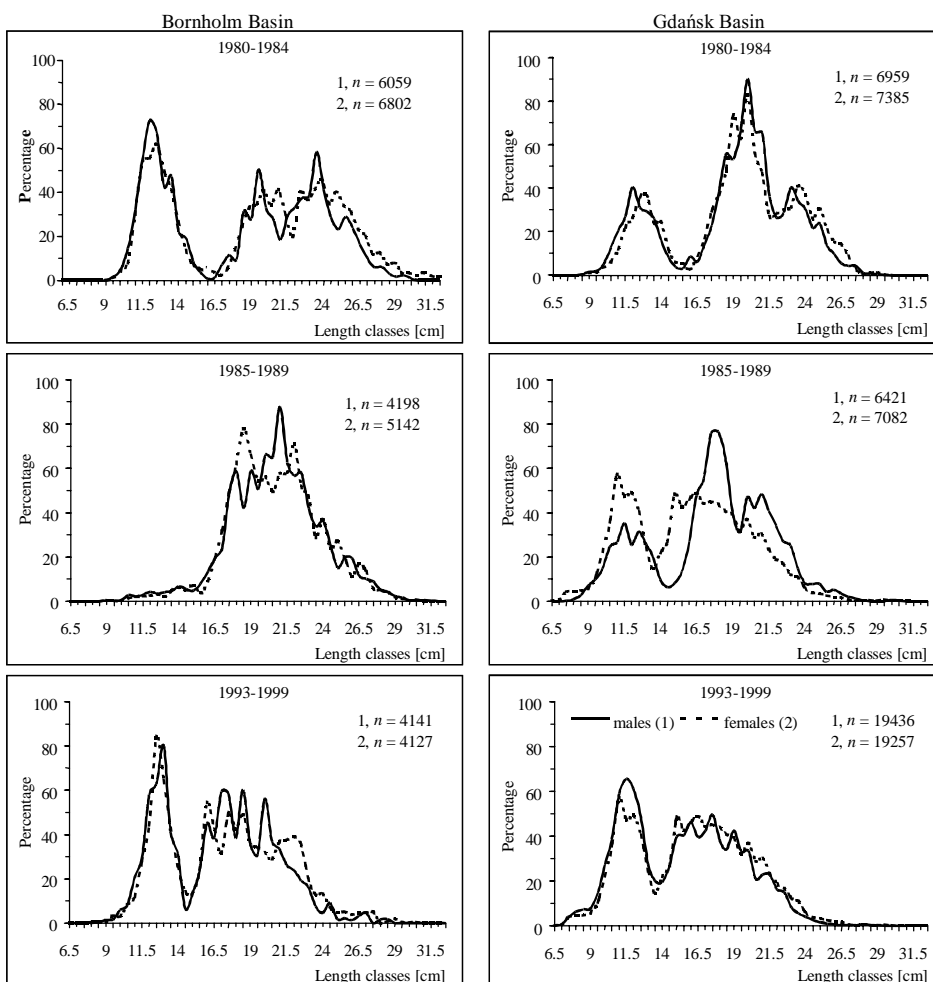 Bornholm Basin
1980-1984
1, n = 6059
2, n = 6802
Percentage
100
80
60
40
20
0
6.5 9 11.5 14 16.5 19 21.5 24 26.5 29 31.5
Length classes [cm]
Gdańsk Basin
1980-1984
1, n = 6959
2, n = 7385
Percentage
100
80
60
40
20
0
6.5 9 11.5 14 16.5 19 21.5 24 26.5 29 31.5
Length classes [cm]
1985-1989
1, n = 4198
2, n = 5142
Percentage
100
80
60
40
20
0
6.5 9 11.5 14 16.5 19 21.5 24 26.5 29 31.5
Length classes [cm]
1985-1989
1, n = 6421
2, n = 7082
Percentage
100
80
60
40
20
0
6.5 9 11.5 14 16.5 19 21.5 24 26.5 29 31.5
Length classes [cm]
1993-1999
1, n = 4141
2, n = 4127
Percentage
100
80
60
40
20
0
6.5 9 11.5 14 16.5 19 21.5 24 26.5 29 31.5
Length classes [cm]
1993-1999
males (1) females (2)
1, n = 19436
2, n = 19257
Percentage
100
80
60
40
20
0
6.5 9 11.5 14 16.5 19 21.5 24 26.5 29 31.5
Length classes [cm]